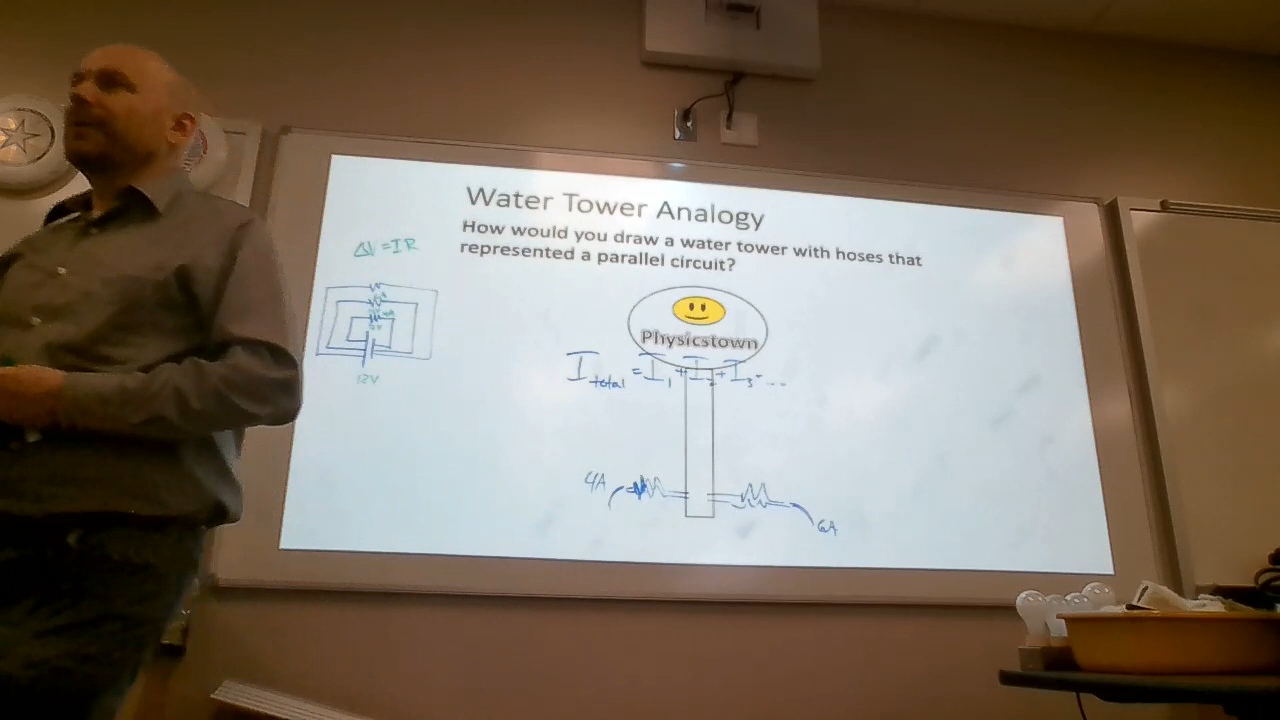 Water Tower Analogy
How would you draw a water tower with hoses that
represented a parallel circuit?
ΔV = IR
12V
Physicstown
I total = I1 + I2 + I3 - ...
4A
6A